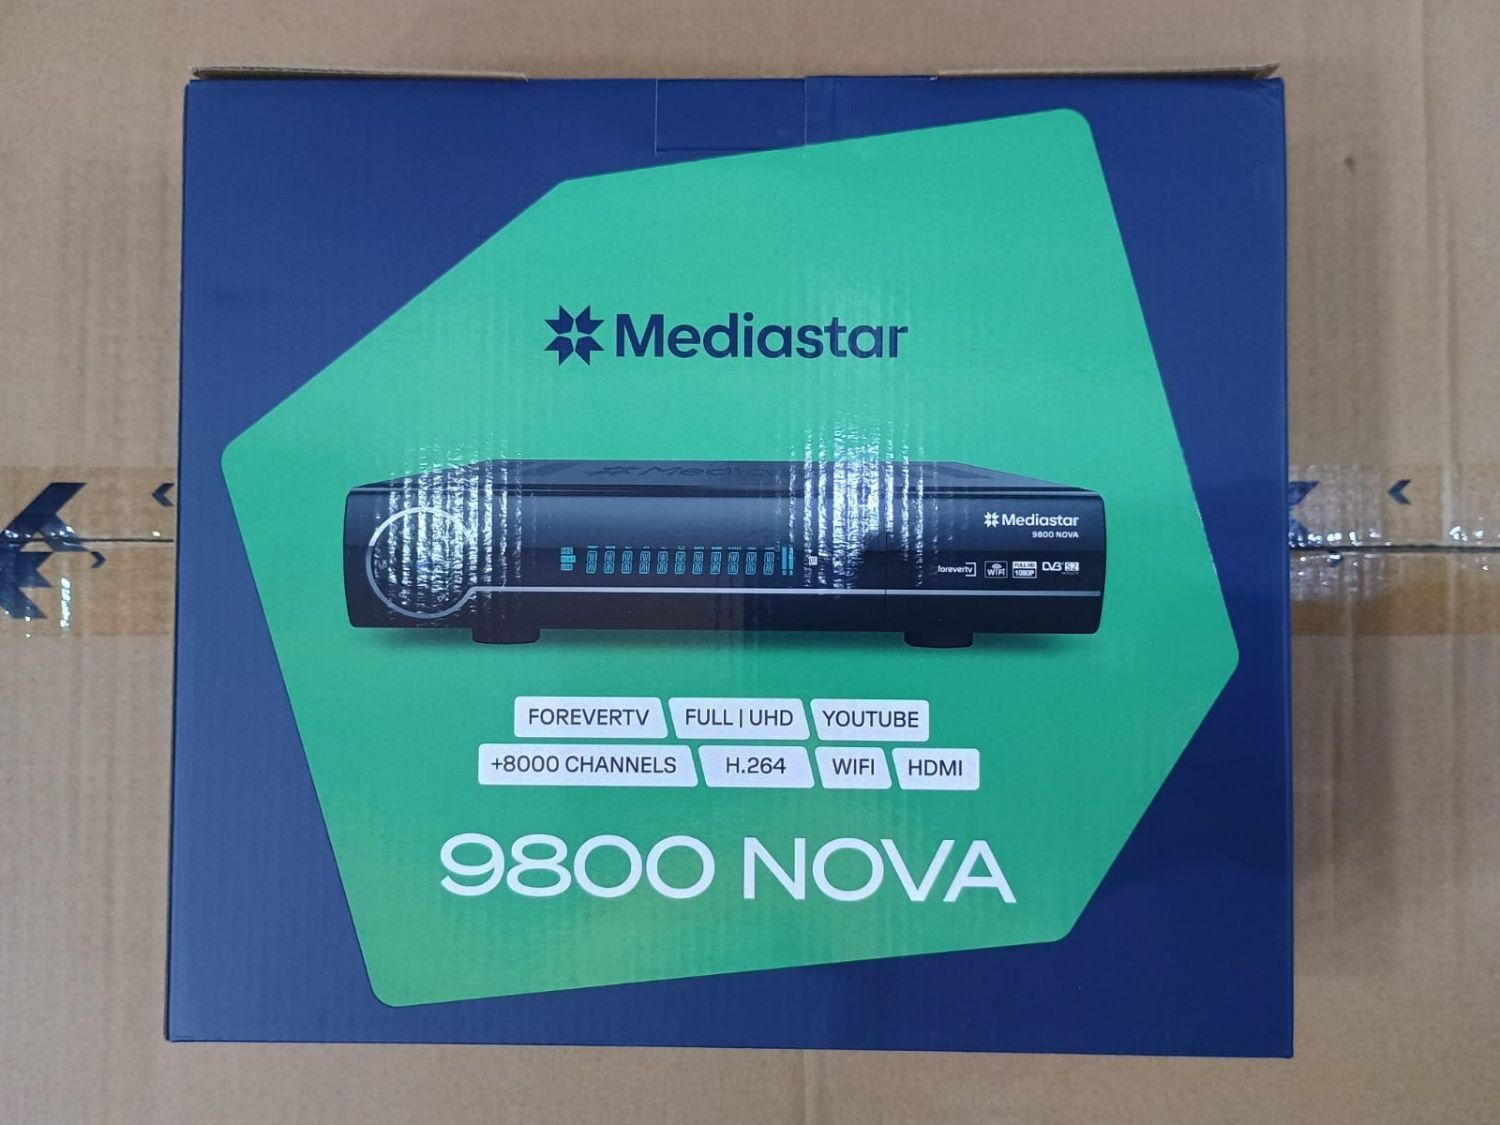 Mediastar
Mediastar
Mediastar
9800 NOVA
forevertv WiFi FULL HD 1080P DVB S2
FOREVERTV FULL | UHD YOUTUBE
+8000 CHANNELS H.264 WIFI HDMI
9800 NOVA